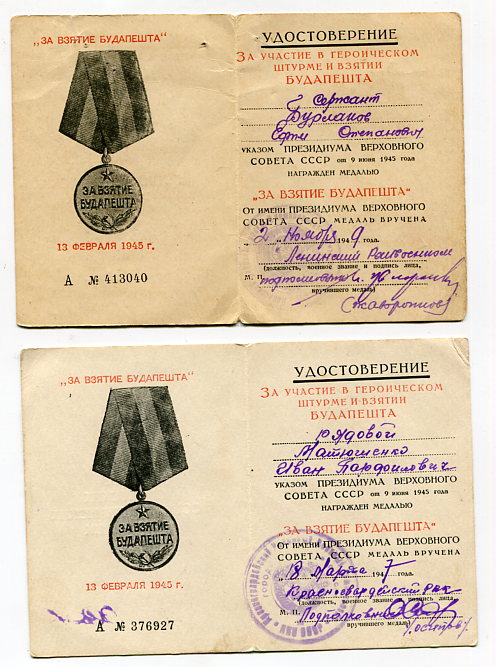 „ЗА ВЗЯТИЕ БУДАПЕШТА“
ЗА ВЗЯТИЕ
БУДАПЕШТА
13 ФЕВРАЛЯ 1945 г.
А № 413040
УДОСТОВЕРЕНИЕ
ЗА УЧАСТИЕ В ГЕРОИЧЕСКОМ
ШТУРМЕ И ВЗЯТИИ
БУДАПЕШТА
Сержант
Бурлаков
Степанович
УКАЗОМ ПРЕЗИДИУМА ВЕРХОВНОГО
СОВЕТА СССР от 9 июня 1945 года
НАГРАЖДЕН МЕДАЛЬЮ
„ЗА ВЗЯТИЕ БУДАПЕШТА“
От имени ПРЕЗИДИУМА ВЕРХОВНОГО
СОВЕТА СССР МЕДАЛЬ ВРУЧЕНА
2 Ноября 1949 года.
Ленинский Райвоенком
(должность, военное звание и подпись лица,
М. П.
вручившего медаль)
„ЗА ВЗЯТИЕ БУДАПЕШТА“
ЗА ВЗЯТИЕ
БУДАПЕШТА
13 ФЕВРАЛЯ 1945 г.
А № 376927
УДОСТОВЕРЕНИЕ
ЗА УЧАСТИЕ В ГЕРОИЧЕСКОМ
ШТУРМЕ И ВЗЯТИИ
БУДАПЕШТА
Рядовой
Матюшенко
Иван
УКАЗОМ ПРЕЗИДИУМА ВЕРХОВНОГО
СОВЕТА СССР от 9 июня 1945 года
НАГРАЖДЕН МЕДАЛЬЮ
„ЗА ВЗЯТИЕ БУДАПЕШТА“
От имени ПРЕЗИДИУМА ВЕРХОВНОГО
СОВЕТА СССР МЕДАЛЬ ВРУЧЕНА
18 Марта 1947 года.
Красногвардейский РВК
(должность, военное звание и подпись лица,
М. П. Подполковник
вручившего медаль)